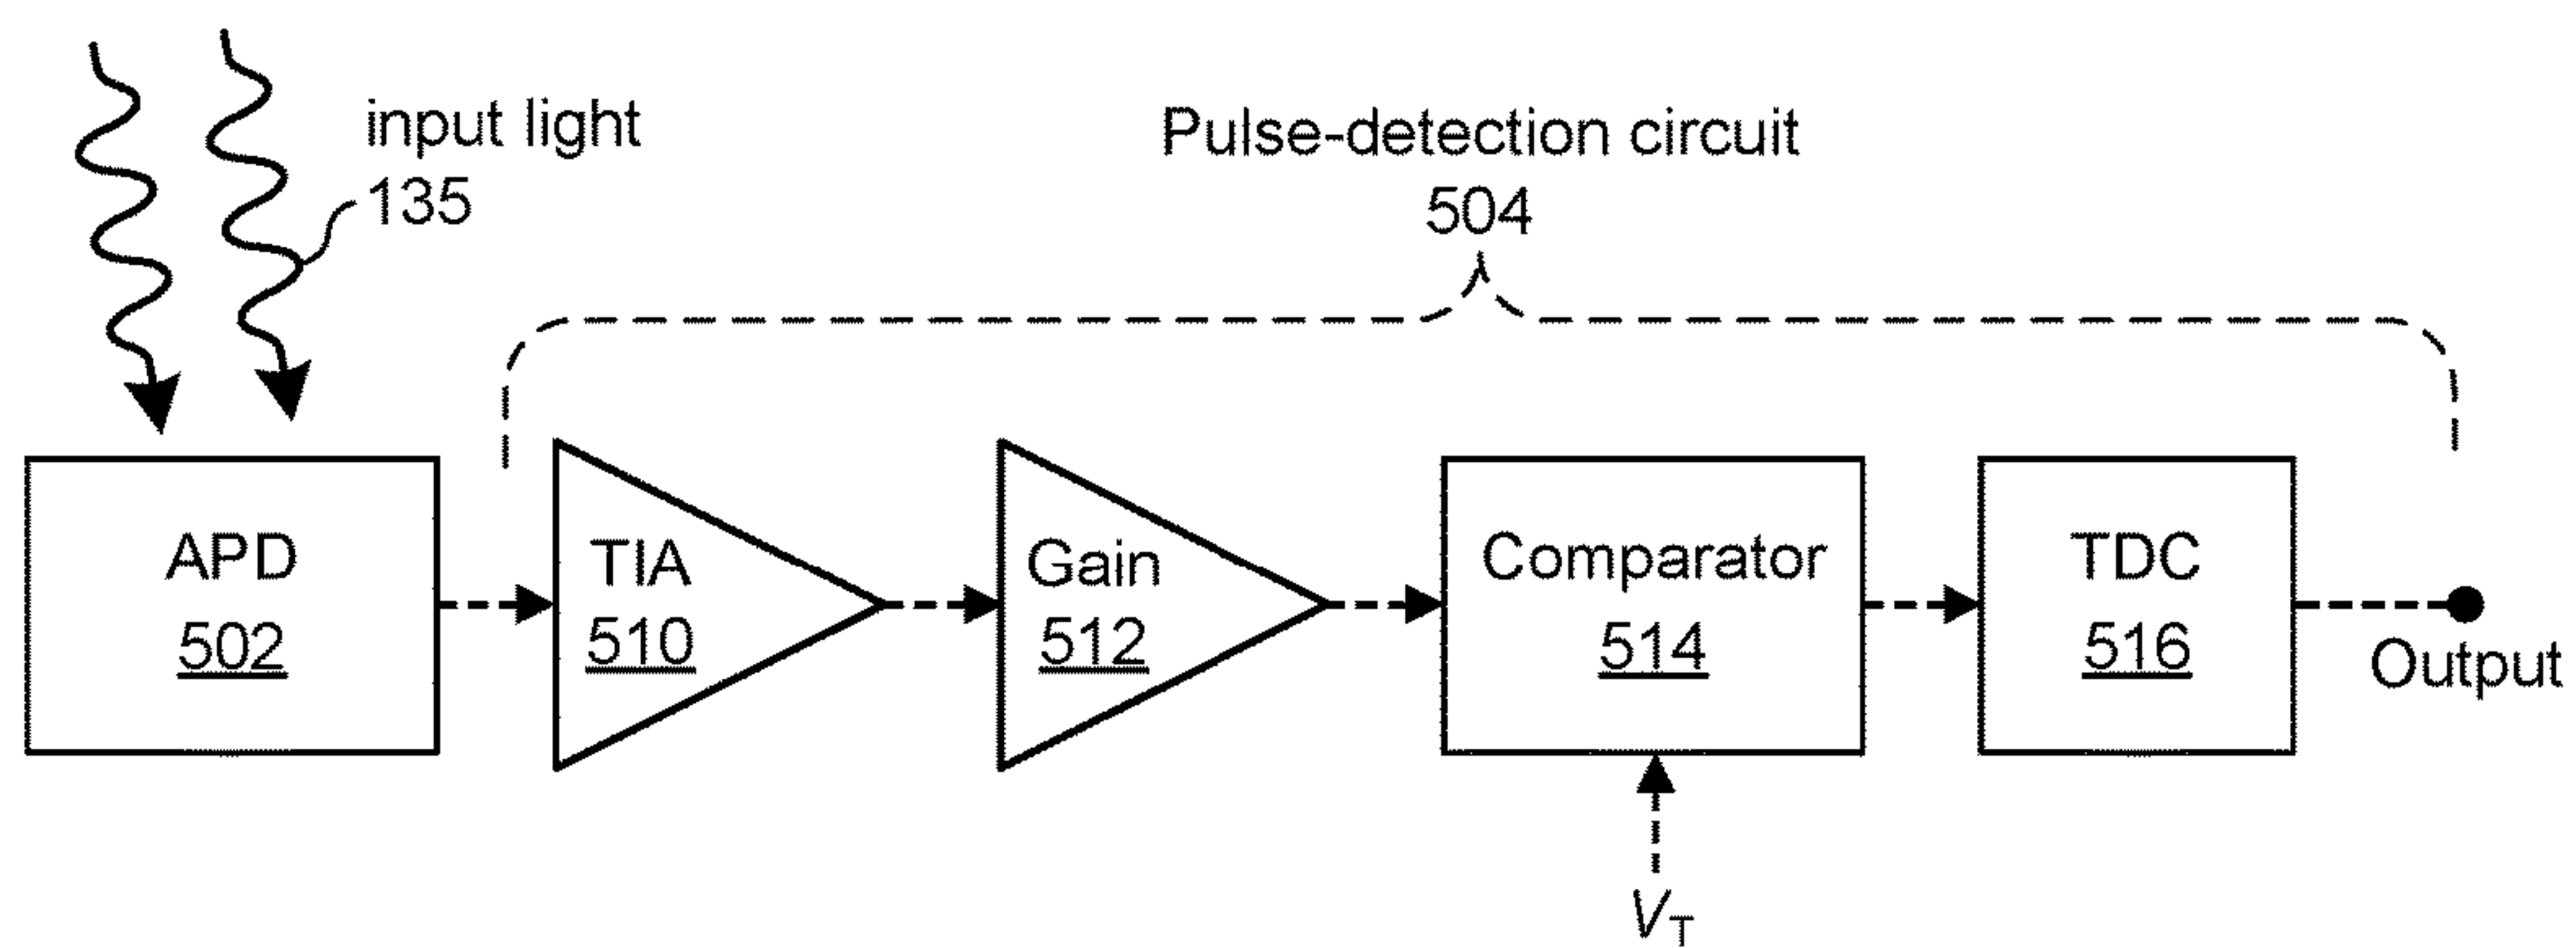 input light
135
Pulse-detection circuit
504
APD
502
TIA
510
Gain
512
Comparator
514
TDC
516
Output
VT